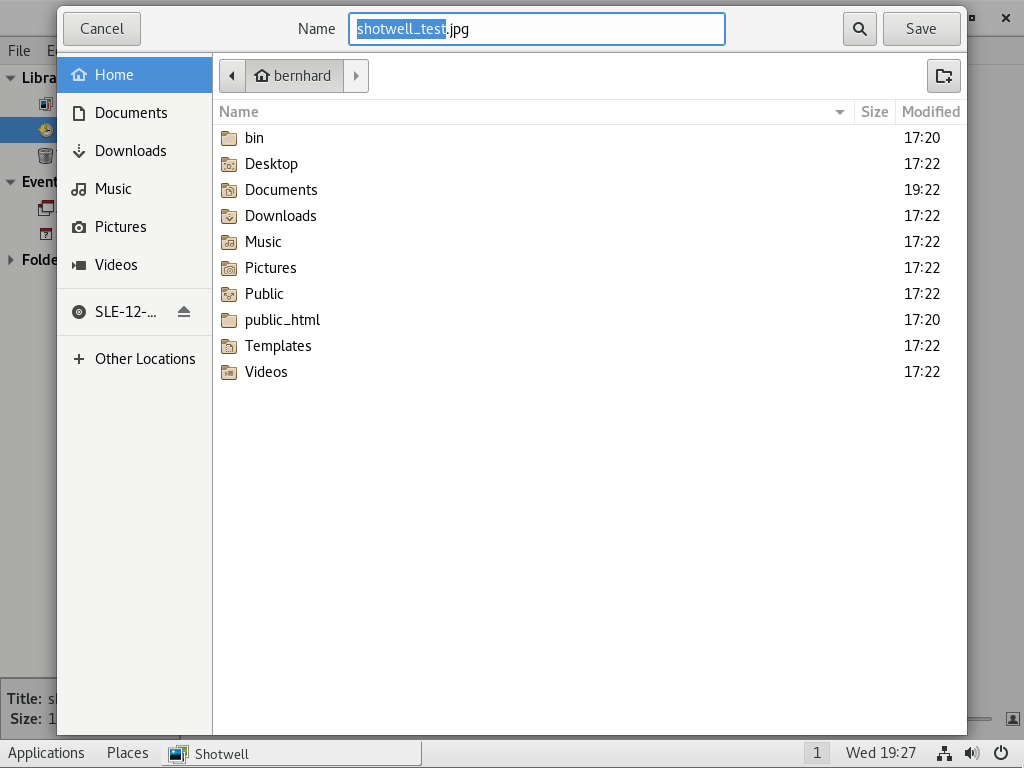 Cancel Name shotwell_test.jpg Save
File
Libra
Even
Folde
Title: s
Size: 1
Home
Documents
Downloads
Music
Pictures
Videos
SLE-12-...
Other Locations
bernhard
Name Size Modified
bin 17:20
Desktop 17:22
Documents 19:22
Downloads 17:22
Music 17:22
Pictures 17:22
Public 17:22
public_html 17:20
Templates 17:22
Videos 17:22
Applications Places Shotwell 1 Wed 19:27